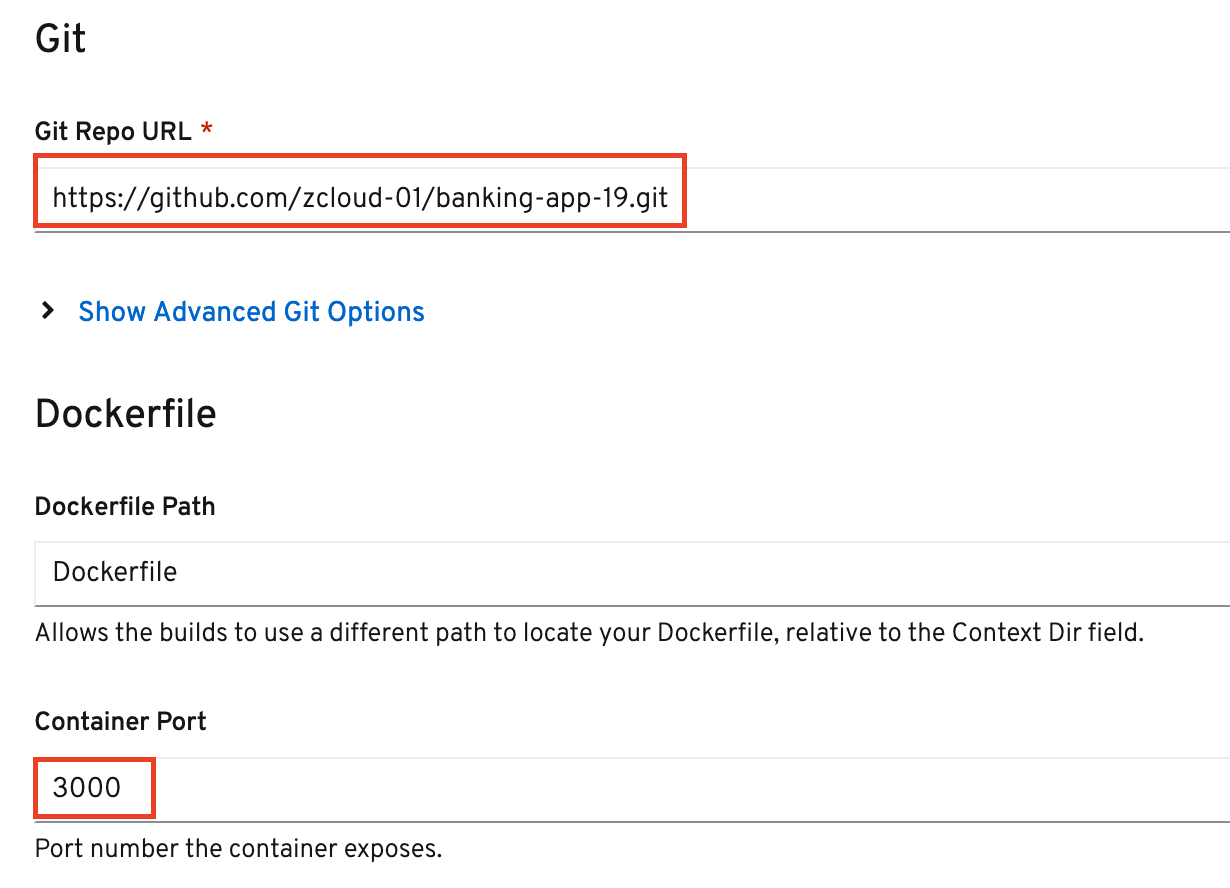 Git
Git Repo URL *
https://github.com/zcloud-01/banking-app-19.git
Show Advanced Git Options
Dockerfile
Dockerfile Path
Dockerfile
Allows the builds to use a different path to locate your Dockerfile, relative to the Context Dir field.
Container Port
3000
Port number the container exposes.